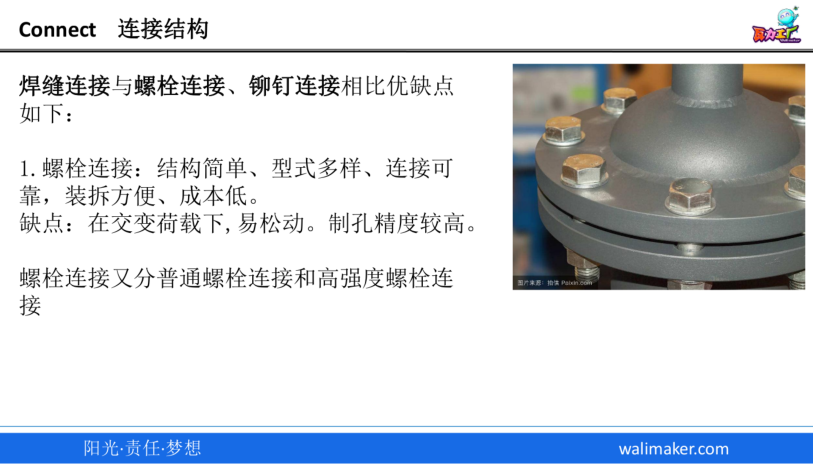 Connect 连接结构
瓦力工厂
焊缝连接与螺栓连接、铆钉连接相比优缺点
如下：
1.螺栓连接：结构简单、型式多样、连接可
靠，装拆方便、成本低。
缺点：在交变荷载下,易松动。制孔精度较高。
螺栓连接又分普通螺栓连接和高强度螺栓连
接
图片来源：拍信 Paixin.com
阳光·责任·梦想
walimaker.com